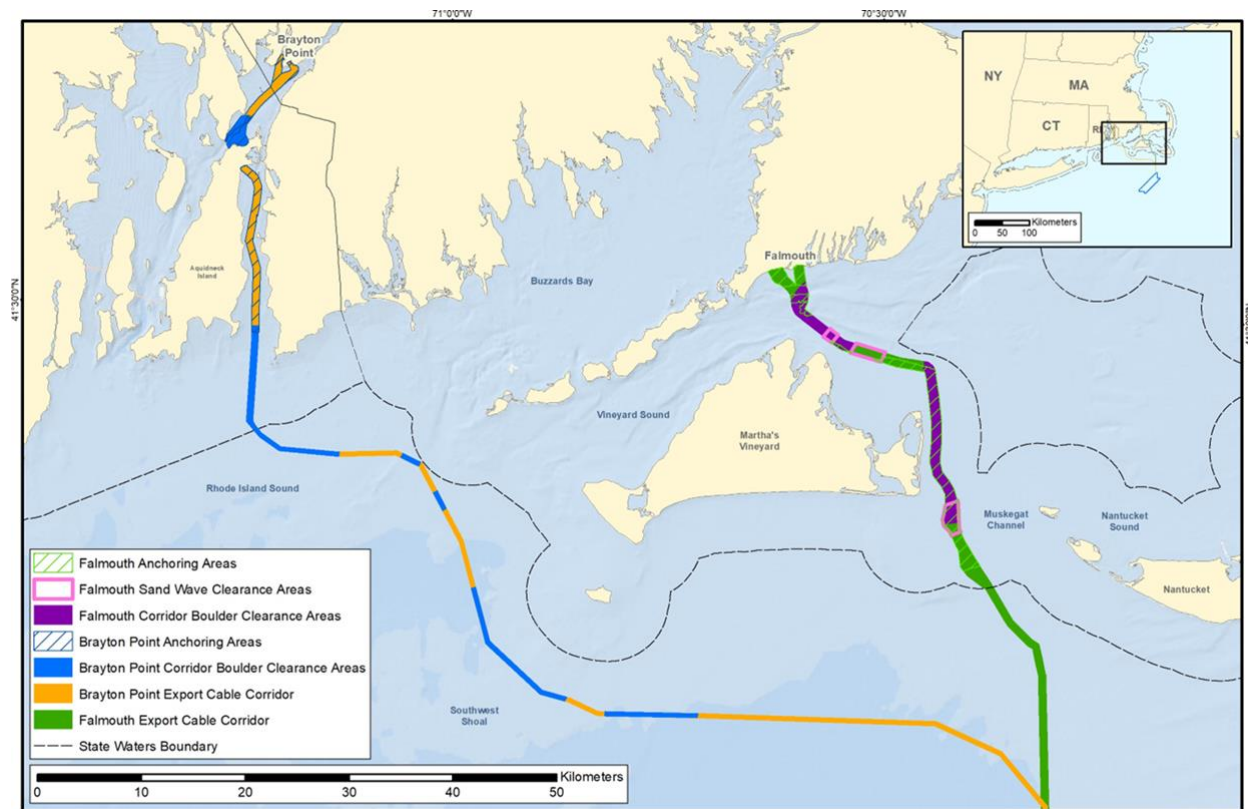 71°0'0"W
70°30'0"W
Brayton
Point
NY
MA
CT
RI
Kilometers
0 50 100
Falmouth
Aquidneck
Island
Buzzards Bay
41°30'0"N
Vineyard Sound
Martha's
Vineyard
Rhode Island Sound
Muskegat
Channel
Nantucket
Sound
Nantucket
Southwest
Shoal
Falmouth Anchoring Areas
Falmouth Sand Wave Clearance Areas
Falmouth Corridor Boulder Clearance Areas
Brayton Point Anchoring Areas
Brayton Point Corridor Boulder Clearance Areas
Brayton Point Export Cable Corridor
Falmouth Export Cable Corridor
State Waters Boundary
Kilometers
0 10 20 30 40 50